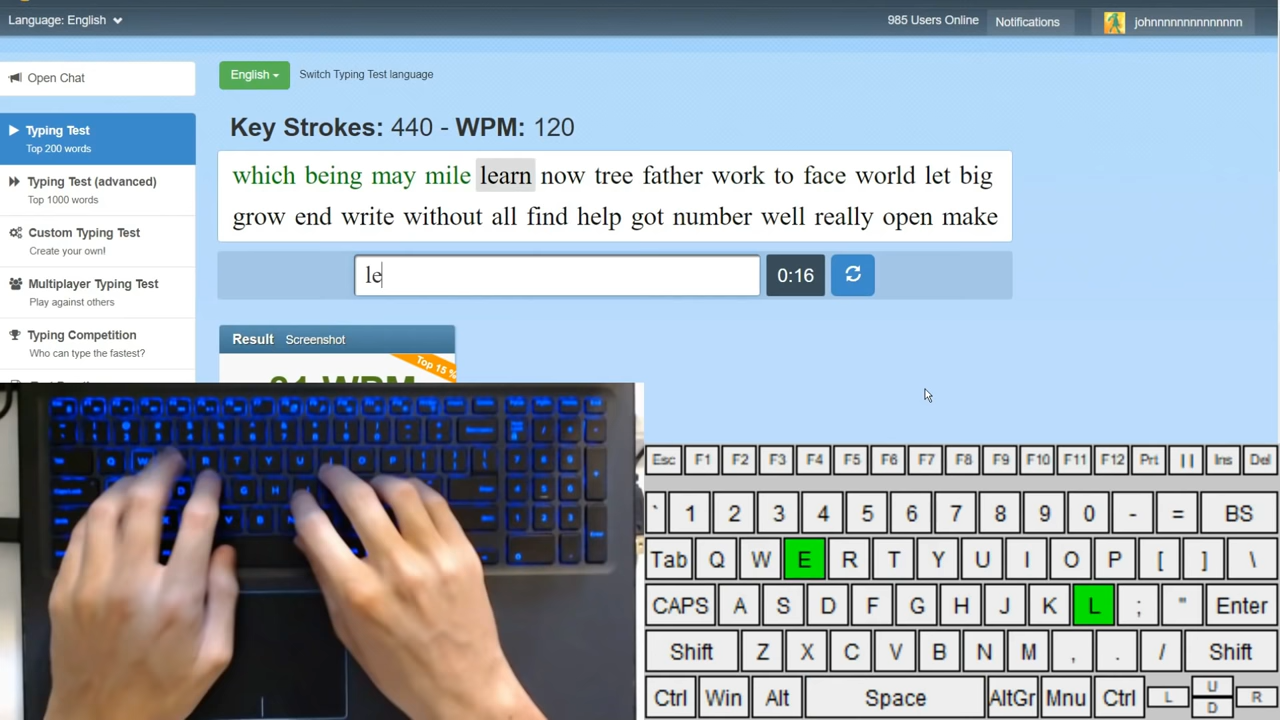 Language: English
985 Users Online
Notifications
johnnnnnnnnnnnnnn
Open Chat
English
Switch Typing Test language
Typing Test
Top 200 words
Key Strokes: 440 - WPM: 120
which being may mile learn now tree father work to face world let big
grow end write without all find help got number well really open make
Typing Test (advanced)
Top 1000 words
Custom Typing Test
Create your own!
le
0:16
Multiplayer Typing Test
Play against others
Typing Competition
Who can type the fastest?
Result Screenshot
Top 15 %
Esc F1 F2 F3 F4 F5 F6 F7 F8 F9 F10 F11 F12 Prt || Ins Del
` 1 2 3 4 5 6 7 8 9 0 - = BS
Tab Q W E R T Y U I O P [ ] \
CAPS A S D F G H J K L ; " Enter
Shift Z X C V B N M , . / Shift
Ctrl Win Alt Space AltGr Mnu Ctrl L U D R